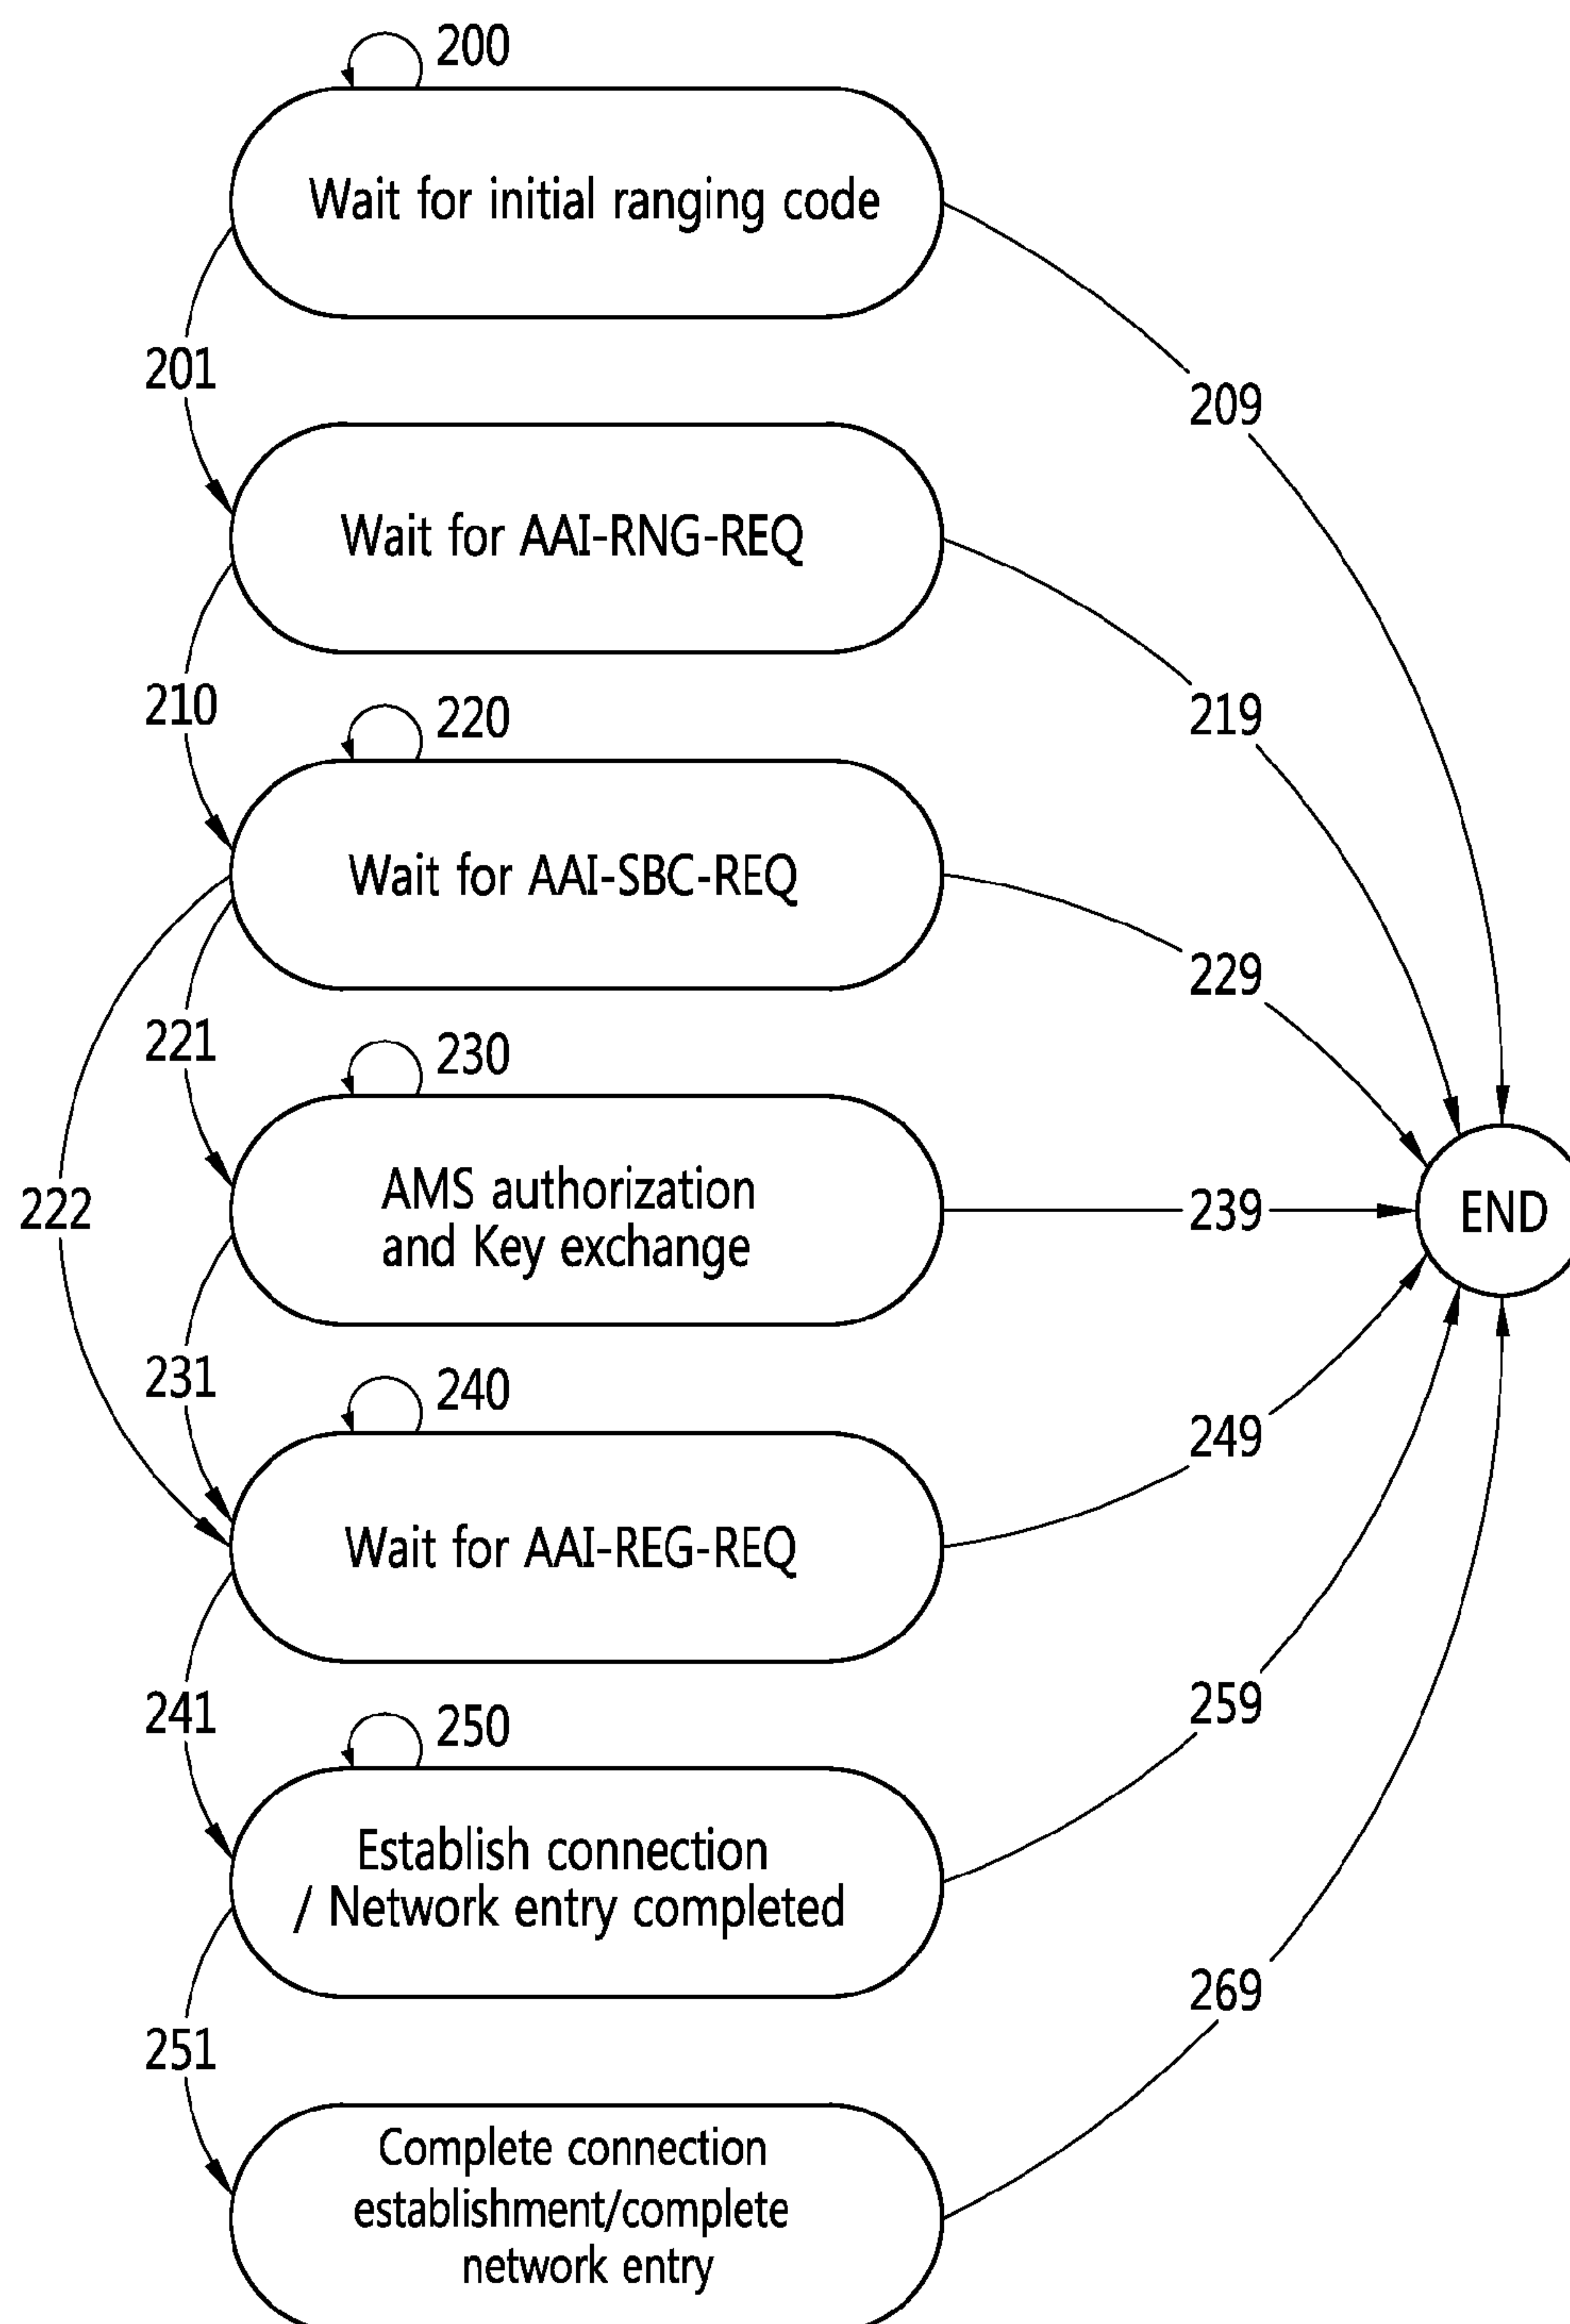 200
Wait for initial ranging code
201
209
Wait for AAI-RNG-REQ
210
219
220
Wait for AAI-SBC-REQ
229
221
230
222
AMS authorization
and Key exchange
239
END
231
240
249
Wait for AAI-REG-REQ
241
259
250
Establish connection
/ Network entry completed
269
251
Complete connection
establishment/complete
network entry